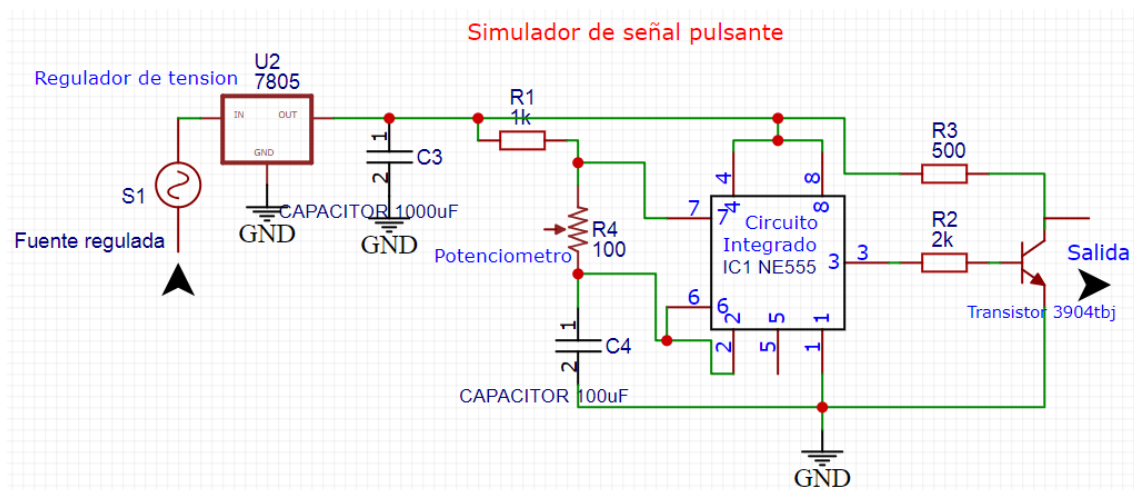 Simulador de señal pulsante
Regulador de tension
U2
7805
IN
OUT
GND
S1
Fuente regulada
GND
1
2
C3
CAPACITOR 1000uF
GND
R1
1k
R4
100
Potenciometro
1
2
C4
CAPACITOR 100uF
4
4
8
8
7
7
Circuito
Integrado
IC1 NE555
3
3
6
6
2
2
5
5
1
1
GND
R3
500
R2
2k
Salida
Transistor 3904tbj